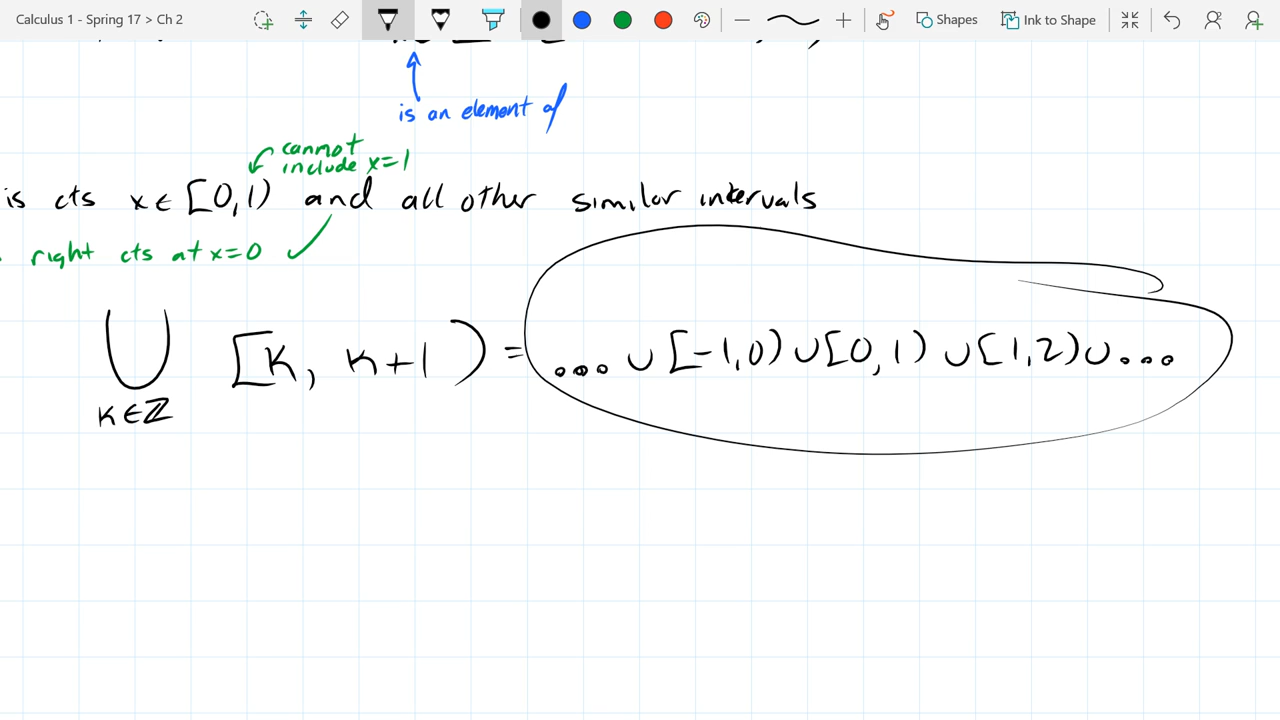 Calculus 1 - Spring 17 > Ch 2
Shapes
Ink to Shape
is an element of
cannot
include x=1
is cts x∈[0,1) and all other similar intervals
right cts at x=0 ✓
∪ [k, k+1) = ... ∪[-1,0)∪[0,1) ∪[1,2)∪...
k∈ℤ